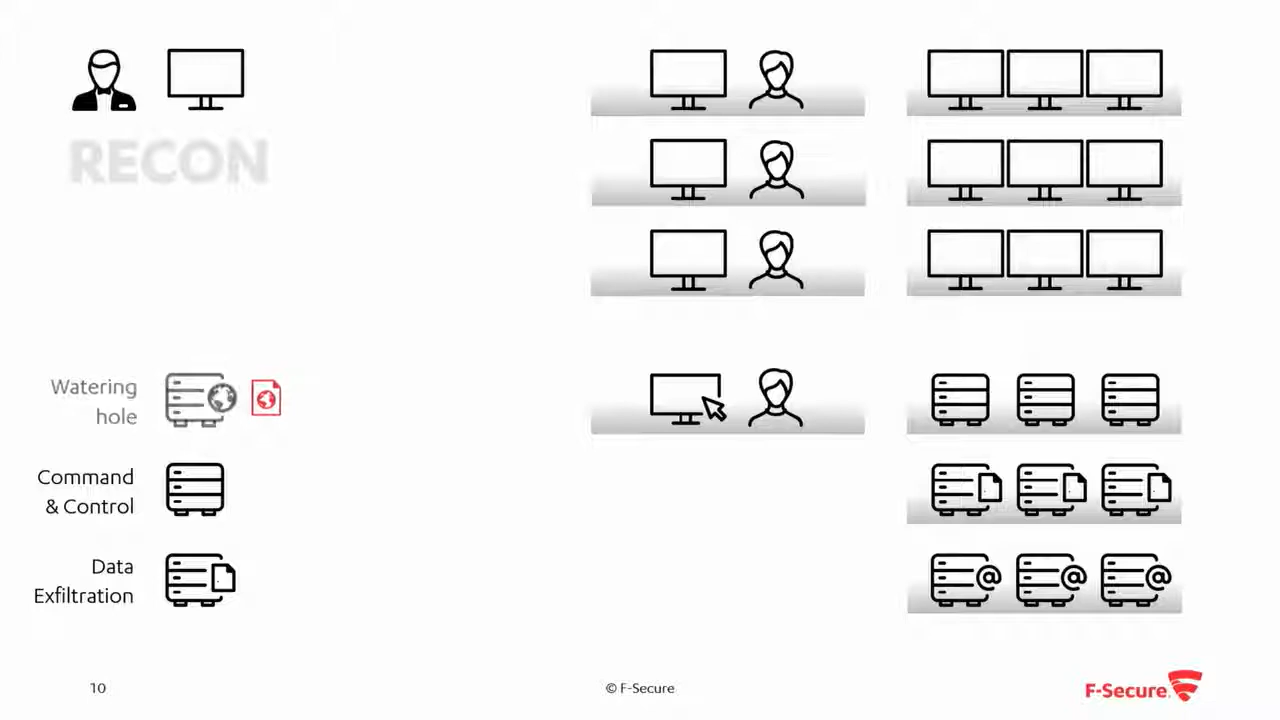 RECON
Watering
hole
Command
& Control
Data
Exfiltration
@ @ @
10
© F-Secure
F-Secure